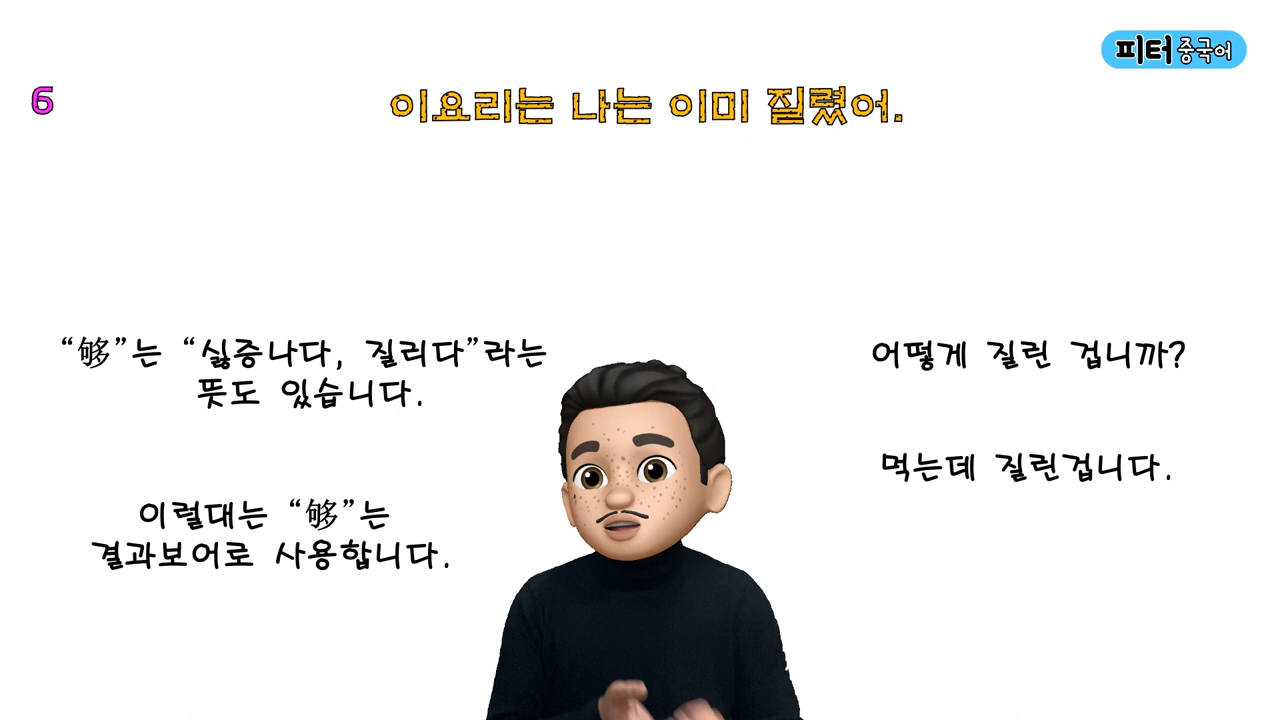 피터 중국어
6
이요리는 나는 이미 질렸어.
“够”는 “싫증나다, 질리다”라는
뜻도 있습니다.
이럴대는 “够”는
결과보어로 사용합니다.
어떻게 질린 겁니까?
먹는데 질린겁니다.